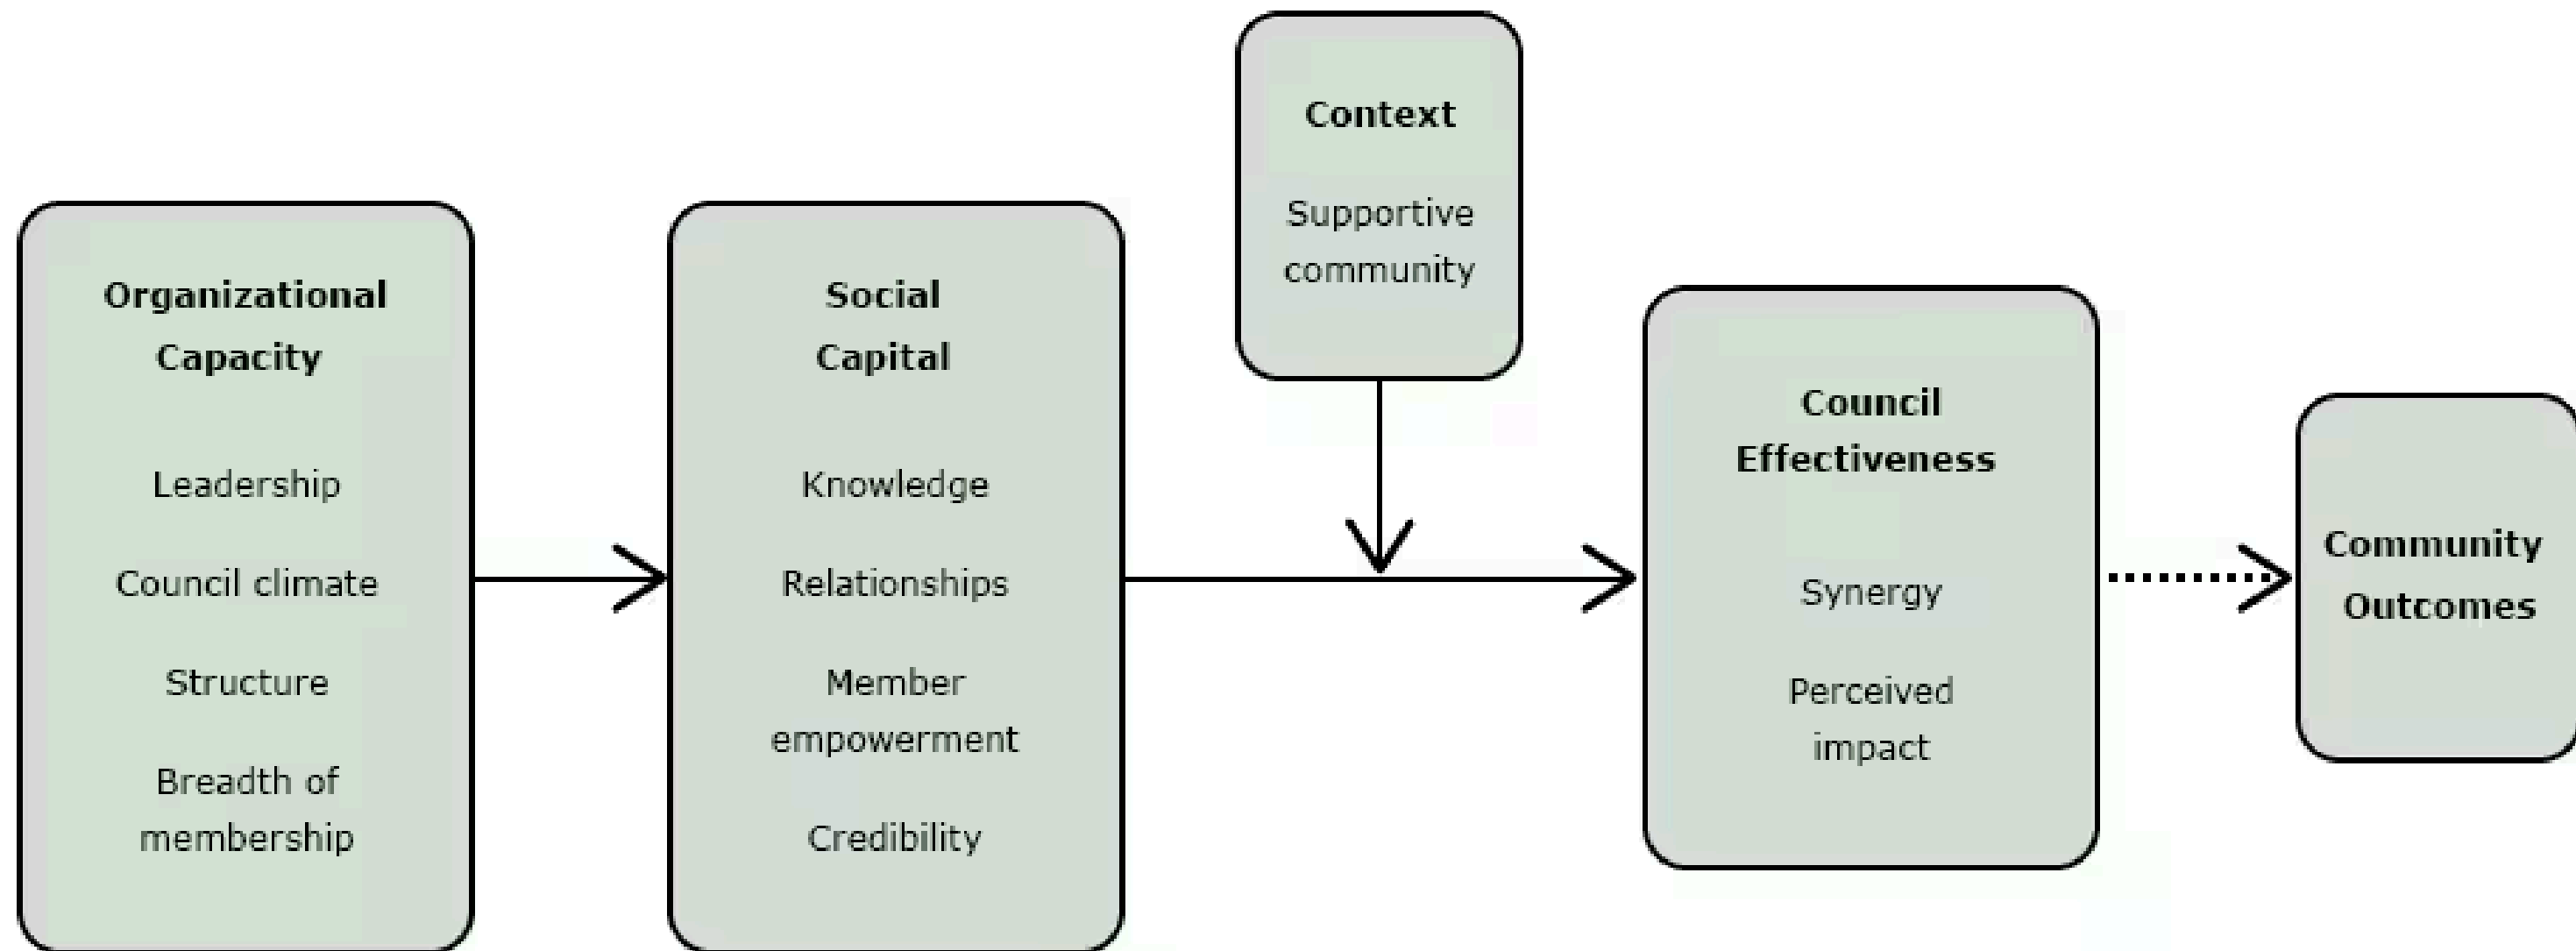 Organizational
Capacity
Leadership
Council climate
Structure
Breadth of
membership
Social
Capital
Knowledge
Relationships
Member
empowerment
Credibility
Context
Supportive
community
Council
Effectiveness
Synergy
Perceived
impact
Community
Outcomes